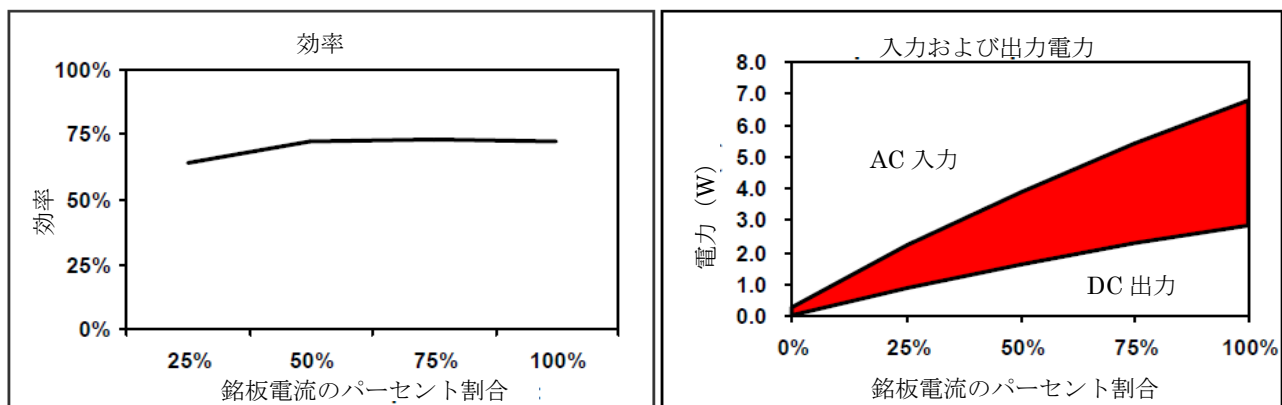 効率
100%
75%
50%
25%
0%
効率
25% 50% 75% 100%
銘板電流のパーセント割合
入力および出力電力
8.0
7.0
6.0
5.0
4.0
3.0
2.0
1.0
0.0
電力（W）
AC 入力
DC 出力
0% 25% 50% 75% 100%
銘板電流のパーセント割合